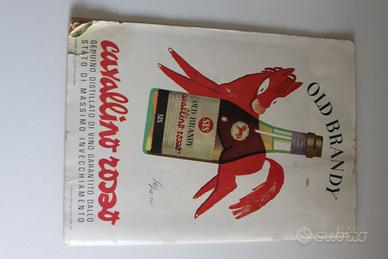 OLD BRANDY
SIS
OLD BRANDY
cavallino rosso
SIS
cavallino rosso
GENUINO DISTILLATO DI VINO GARANTITO DALLO
STATO DI MASSIMO INVECCHIAMENTO
subito